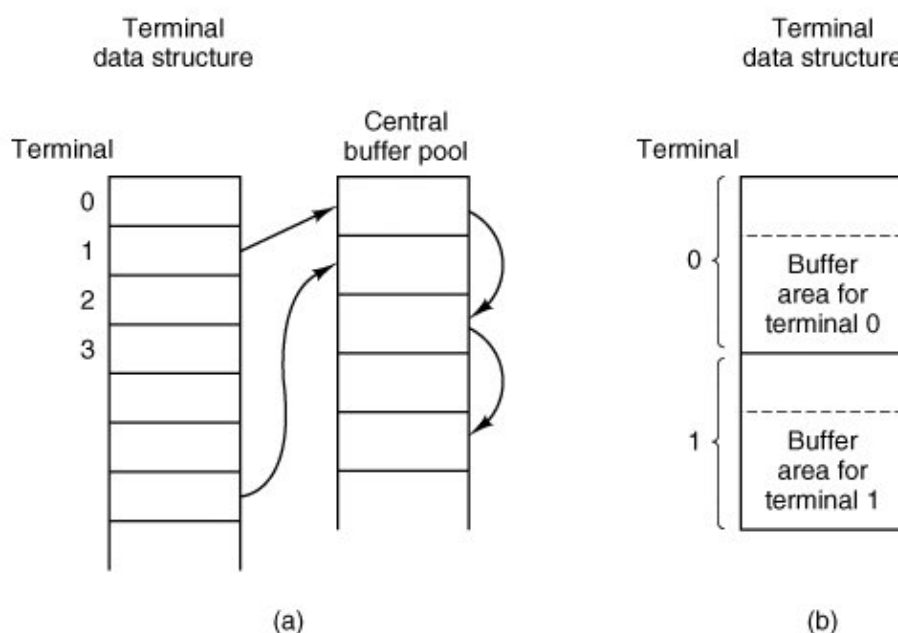 Terminal
data structure
Terminal
Central
buffer pool
0
1
2
3
(a)
Terminal
data structure
Terminal
0
Buffer
area for
terminal 0
1
Buffer
area for
terminal 1
(b)